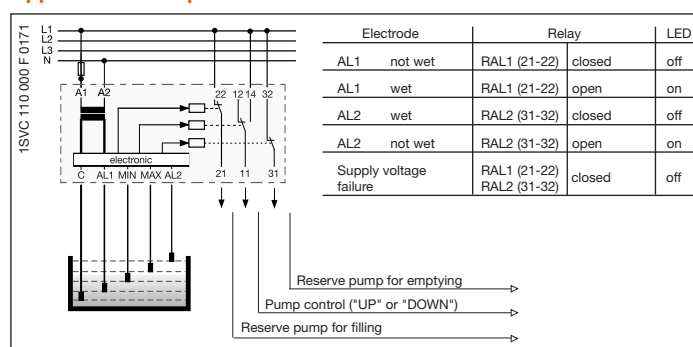 1SVC 110 000 F 0171
L1
L2
L3
N
A1 A2 22 12 14 32
electronic
C AL1 MIN MAX AL2 21 11 31
Reserve pump for emptying
Pump control ("UP" or "DOWN")
Reserve pump for filling
Electrode Relay LED
AL1 not wet RAL1 (21-22) closed off
AL1 wet RAL1 (21-22) open on
AL2 wet RAL2 (31-32) closed off
AL2 not wet RAL2 (31-32) open on
Supply voltage failure RAL1 (21-22) RAL2 (31-32) closed off